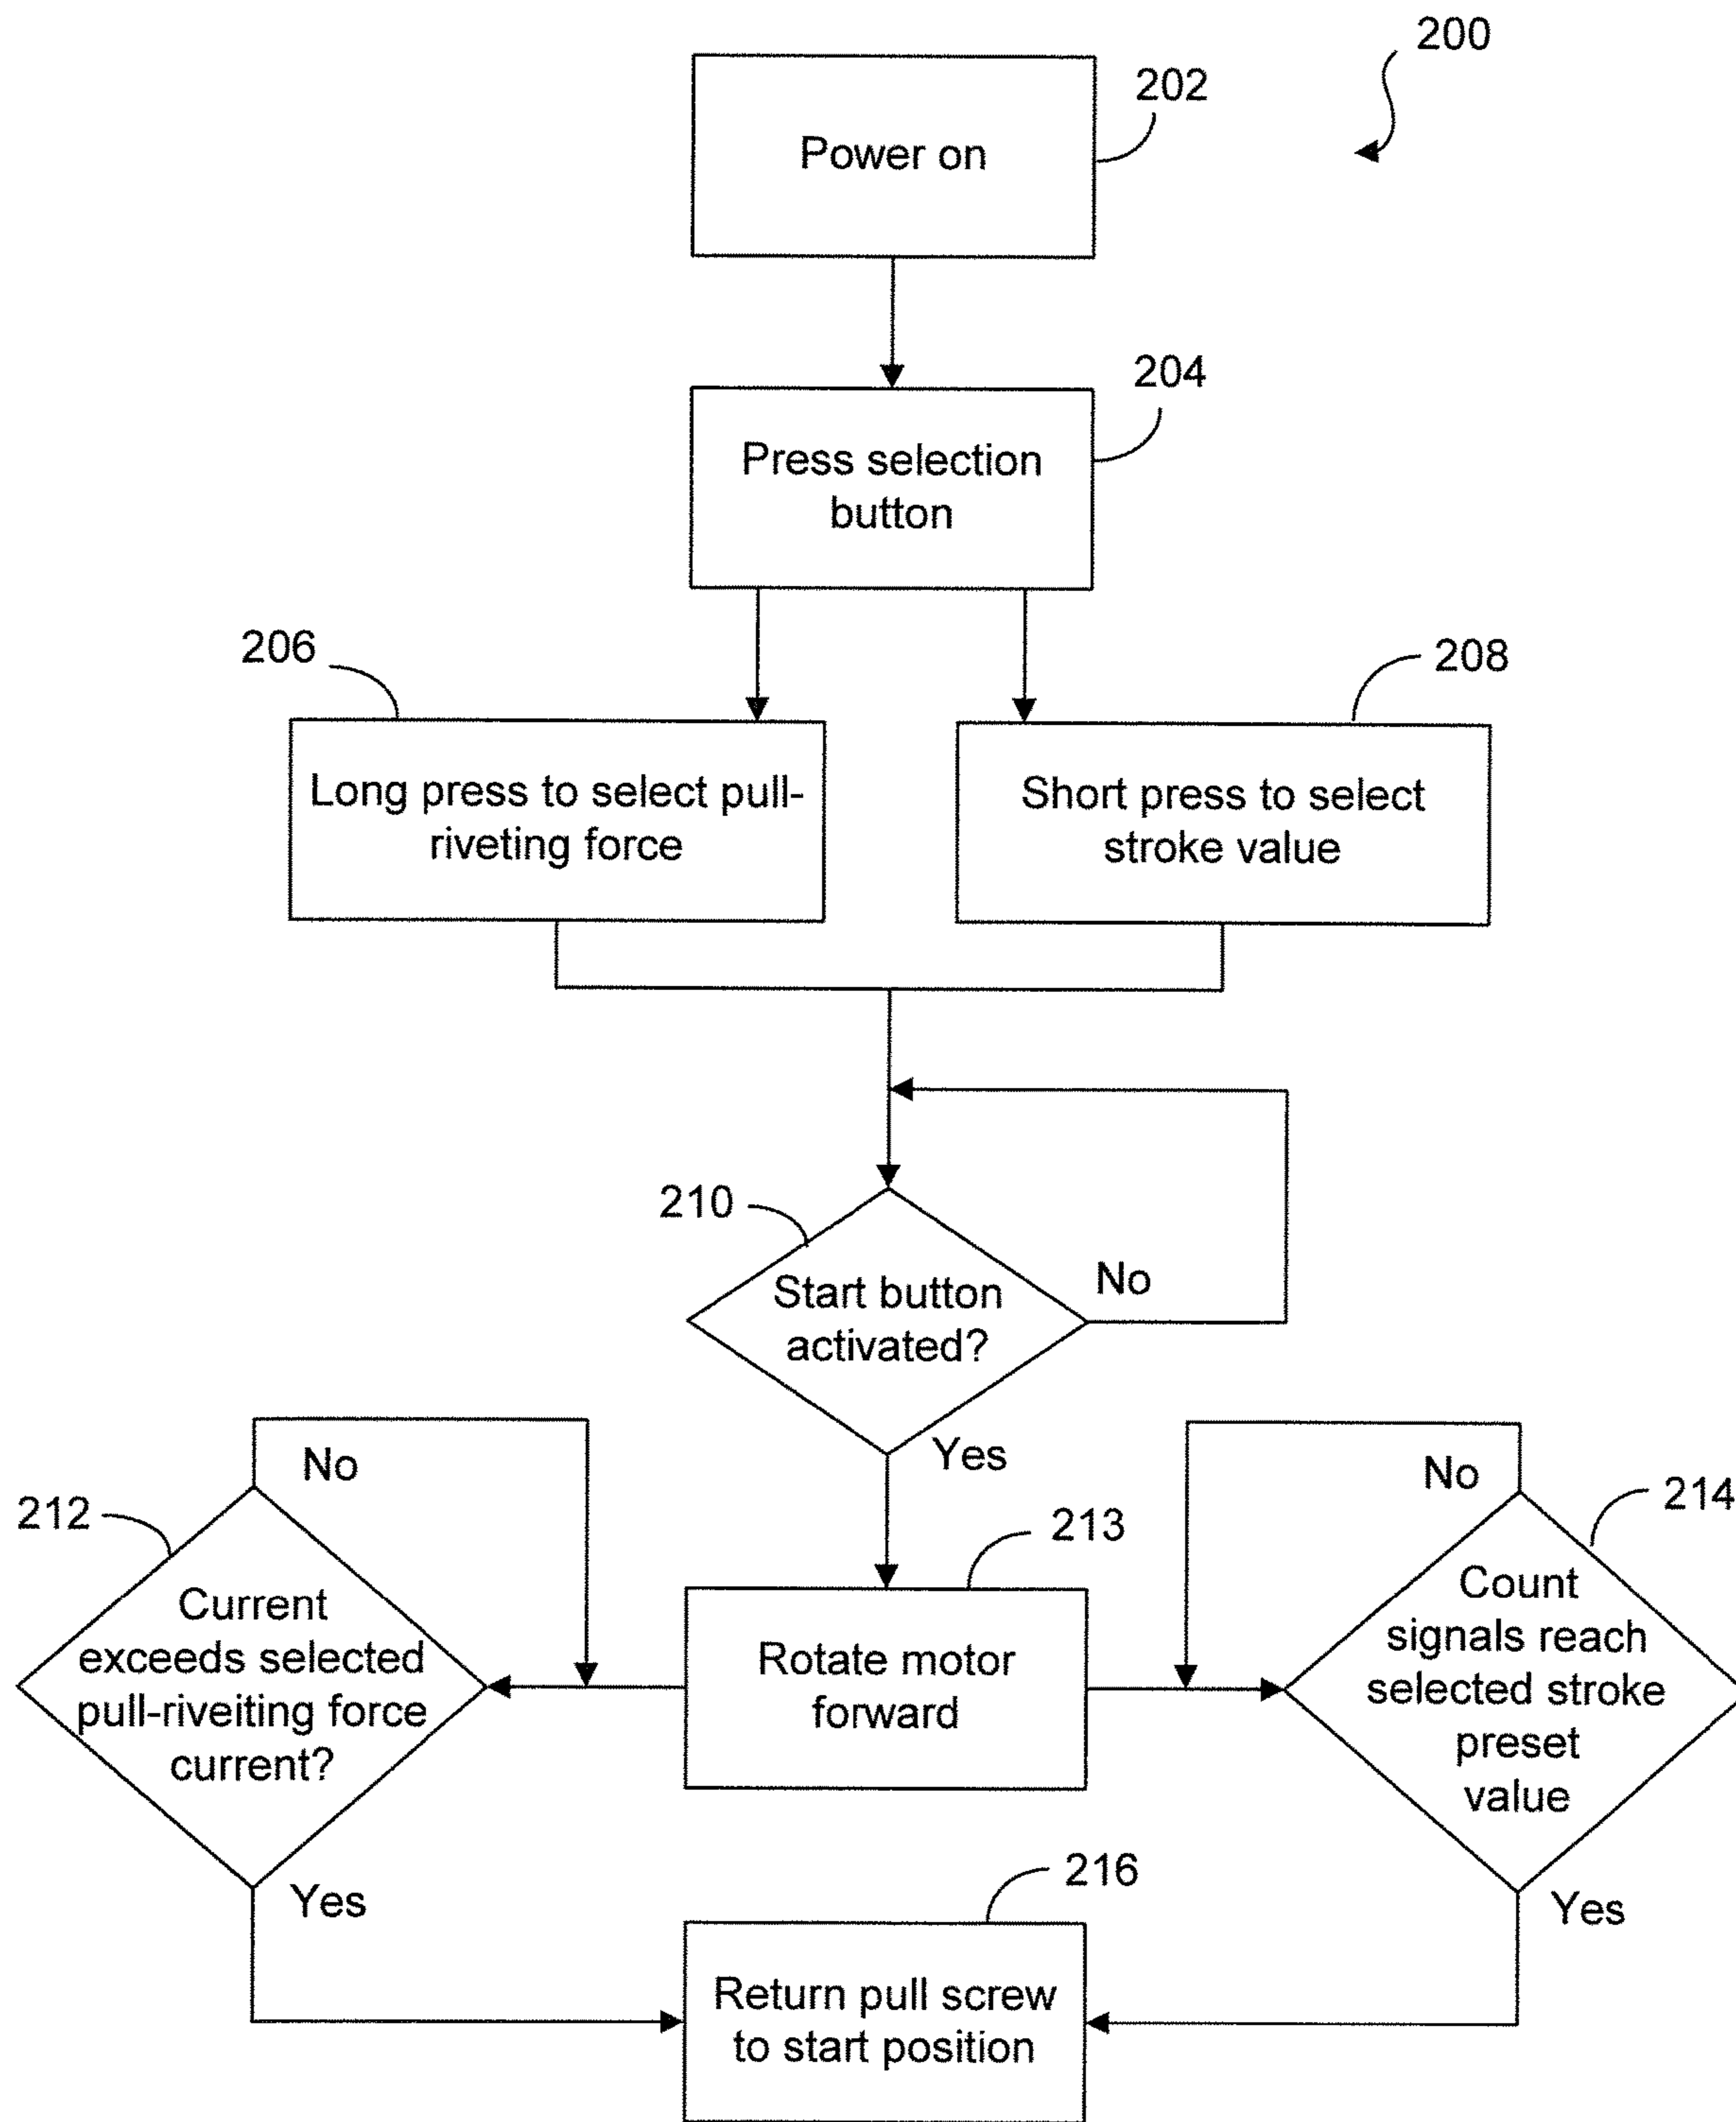 200
202
Power on
204
Press selection
button
206
208
Long press to select pull-
riveting force
Short press to select
stroke value
210
Start button
activated?
No
Yes
212
No
Current
exceeds selected
pull-riveiting force
current?
Yes
213
Rotate motor
forward
No
214
Count
signals reach
selected stroke
preset
value
Yes
216
Return pull screw
to start position